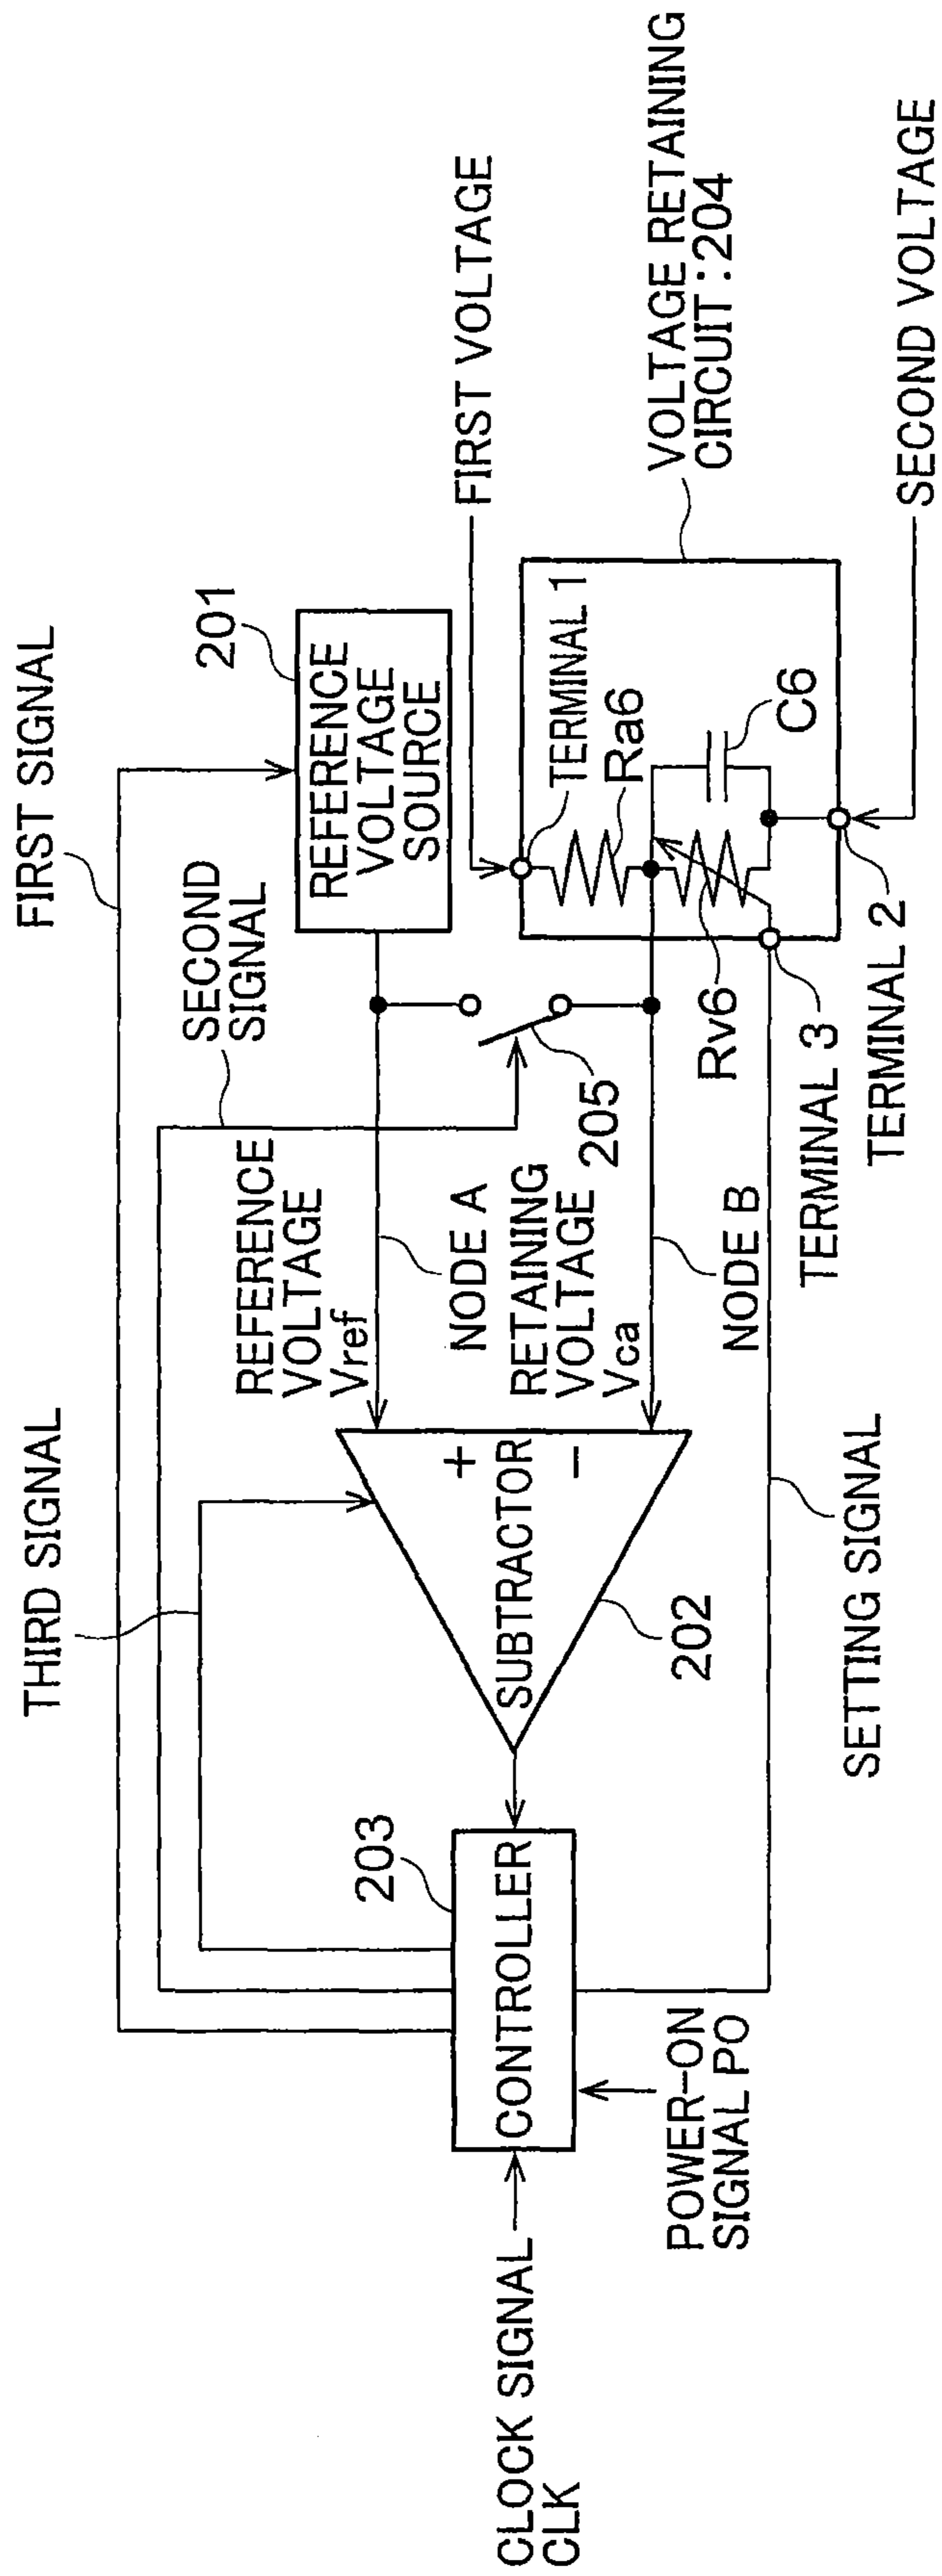 FIRST SIGNAL
THIRD SIGNAL
SECOND
SIGNAL
201
REFERENCE
VOLTAGE
SOURCE
REFERENCE
VOLTAGE
Vref
NODE A
FIRST VOLTAGE
203
CLOCK SIGNAL
CLK
CONTROLLER
SUBTRACTOR
+
−
202
RETAINING
VOLTAGE
Vca
205
TERMINAL 1
Ra6
VOLTAGE RETAINING
CIRCUIT:204
POWER-ON
SIGNAL PO
NODE B
Rv6
C6
TERMINAL 3
SETTING SIGNAL
TERMINAL 2
SECOND VOLTAGE